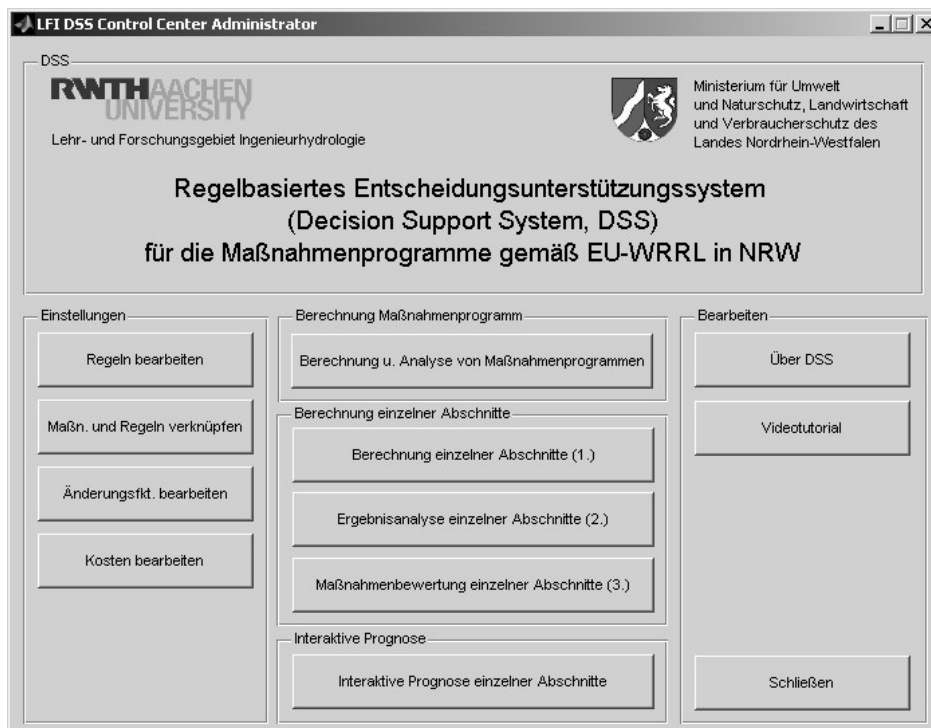 LFI DSS Control Center Administrator
DSS
RWTH AACHEN
UNIVERSITY
Lehr- und Forschungsgebiet Ingenieurhydrologie
Ministerium für Umwelt
und Naturschutz, Landwirtschaft
und Verbraucherschutz des
Landes Nordrhein-Westfalen
Regelbasiertes Entscheidungsunterstützungssystem
(Decision Support System, DSS)
für die Maßnahmenprogramme gemäß EU-WRRL in NRW
Einstellungen
Regeln bearbeiten
Maßn. und Regeln verknüpfen
Änderungsfkt. bearbeiten
Kosten bearbeiten
Berechnung Maßnahmenprogramm
Berechnung u. Analyse von Maßnahmenprogrammen
Berechnung einzelner Abschnitte
Berechnung einzelner Abschnitte (1.)
Ergebnisanalyse einzelner Abschnitte (2.)
Maßnahmenbewertung einzelner Abschnitte (3.)
Interaktive Prognose
Interaktive Prognose einzelner Abschnitte
Bearbeiten
Über DSS
Videotutorial
Schließen